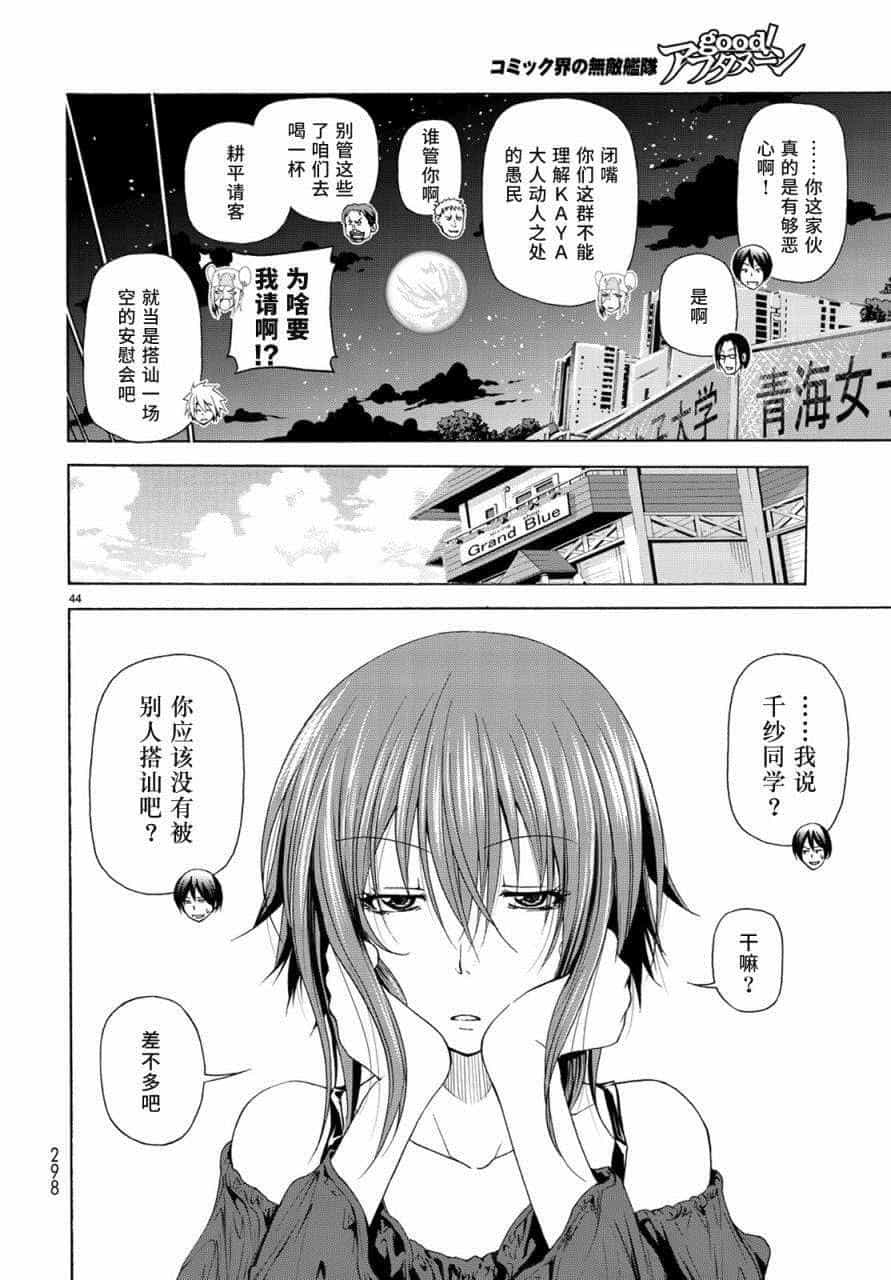 コミック界の無敵艦隊
good!
アフタヌーン
……你这家伙
真的是有够恶
心啊！
是啊
闭嘴
你们这群不能
理解KAYA
大人动人之处
的愚民
谁管你啊
别管这些
了咱们去
喝一杯
耕平请客
为啥要
我请啊!?
就当是搭讪一场
空的安慰会吧
青海女子
子大学
Grand Blue
44
……我说
千纱同学？
干嘛？
你应该没有被
别人搭讪吧？
差不多吧
298